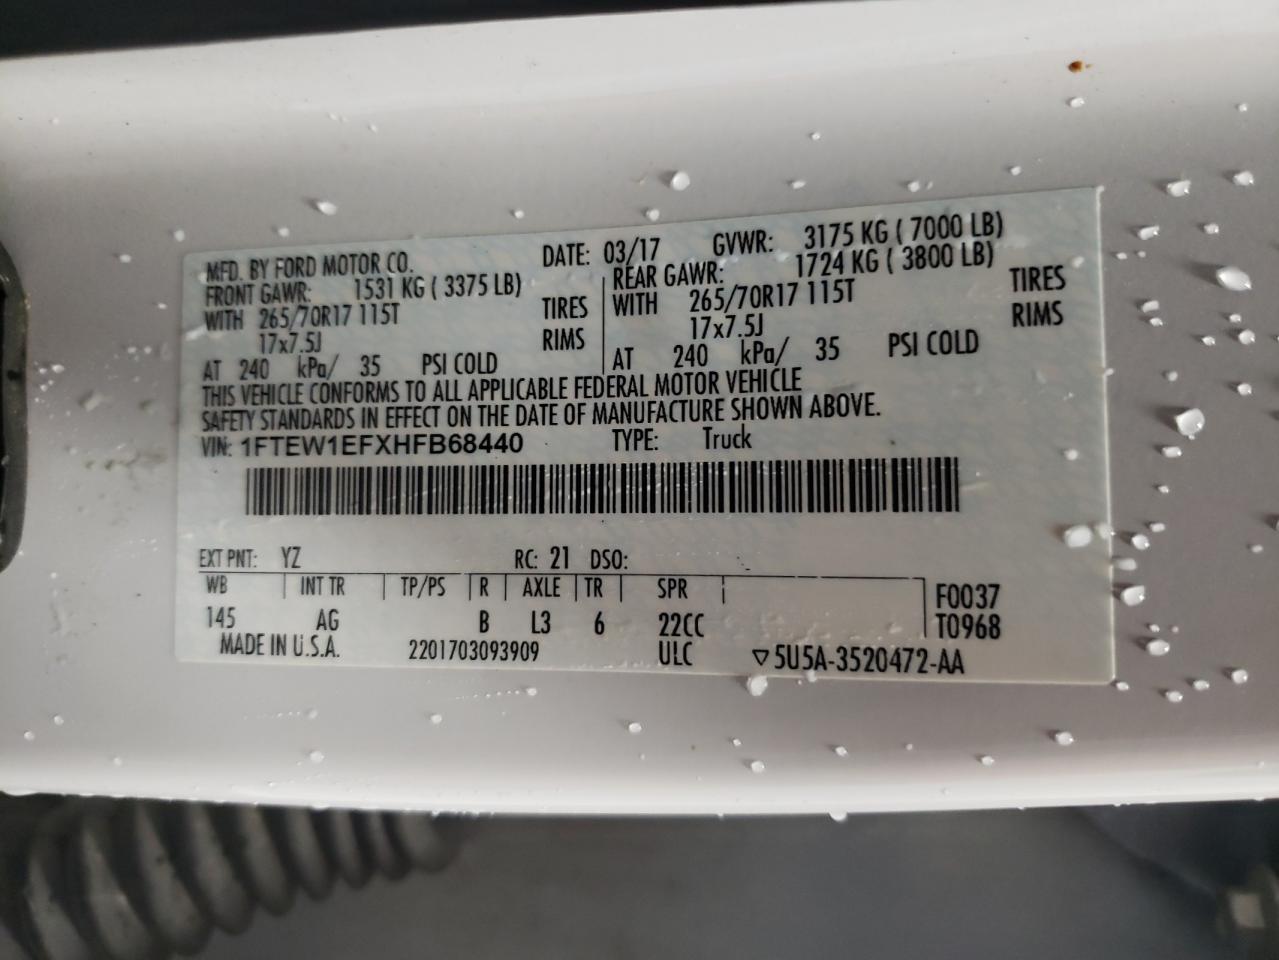 MFD. BY FORD MOTOR CO. DATE: 03/17 GVWR: 3175 KG ( 7000 LB)
FRONT GAWR: 1531 KG ( 3375 LB) REAR GAWR: 1724 KG ( 3800 LB)
WITH 265/70R17 115T TIRES WITH 265/70R17 115T TIRES
17x7.5J RIMS 17x7.5J RIMS
AT 240 kPa/ 35 PSI COLD AT 240 kPa/ 35 PSI COLD
THIS VEHICLE CONFORMS TO ALL APPLICABLE FEDERAL MOTOR VEHICLE
SAFETY STANDARDS IN EFFECT ON THE DATE OF MANUFACTURE SHOWN ABOVE.
VIN: 1FTEW1EFXHFB68440 TYPE: Truck
EXT PNT: YZ RC: 21 DSO:
WB INT TR TP/PS R AXLE TR SPR F0037
145 AG B L3 6 22CC T0968
MADE IN U.S.A. 2201703093909 ULC ▽5U5A-3520472-AA